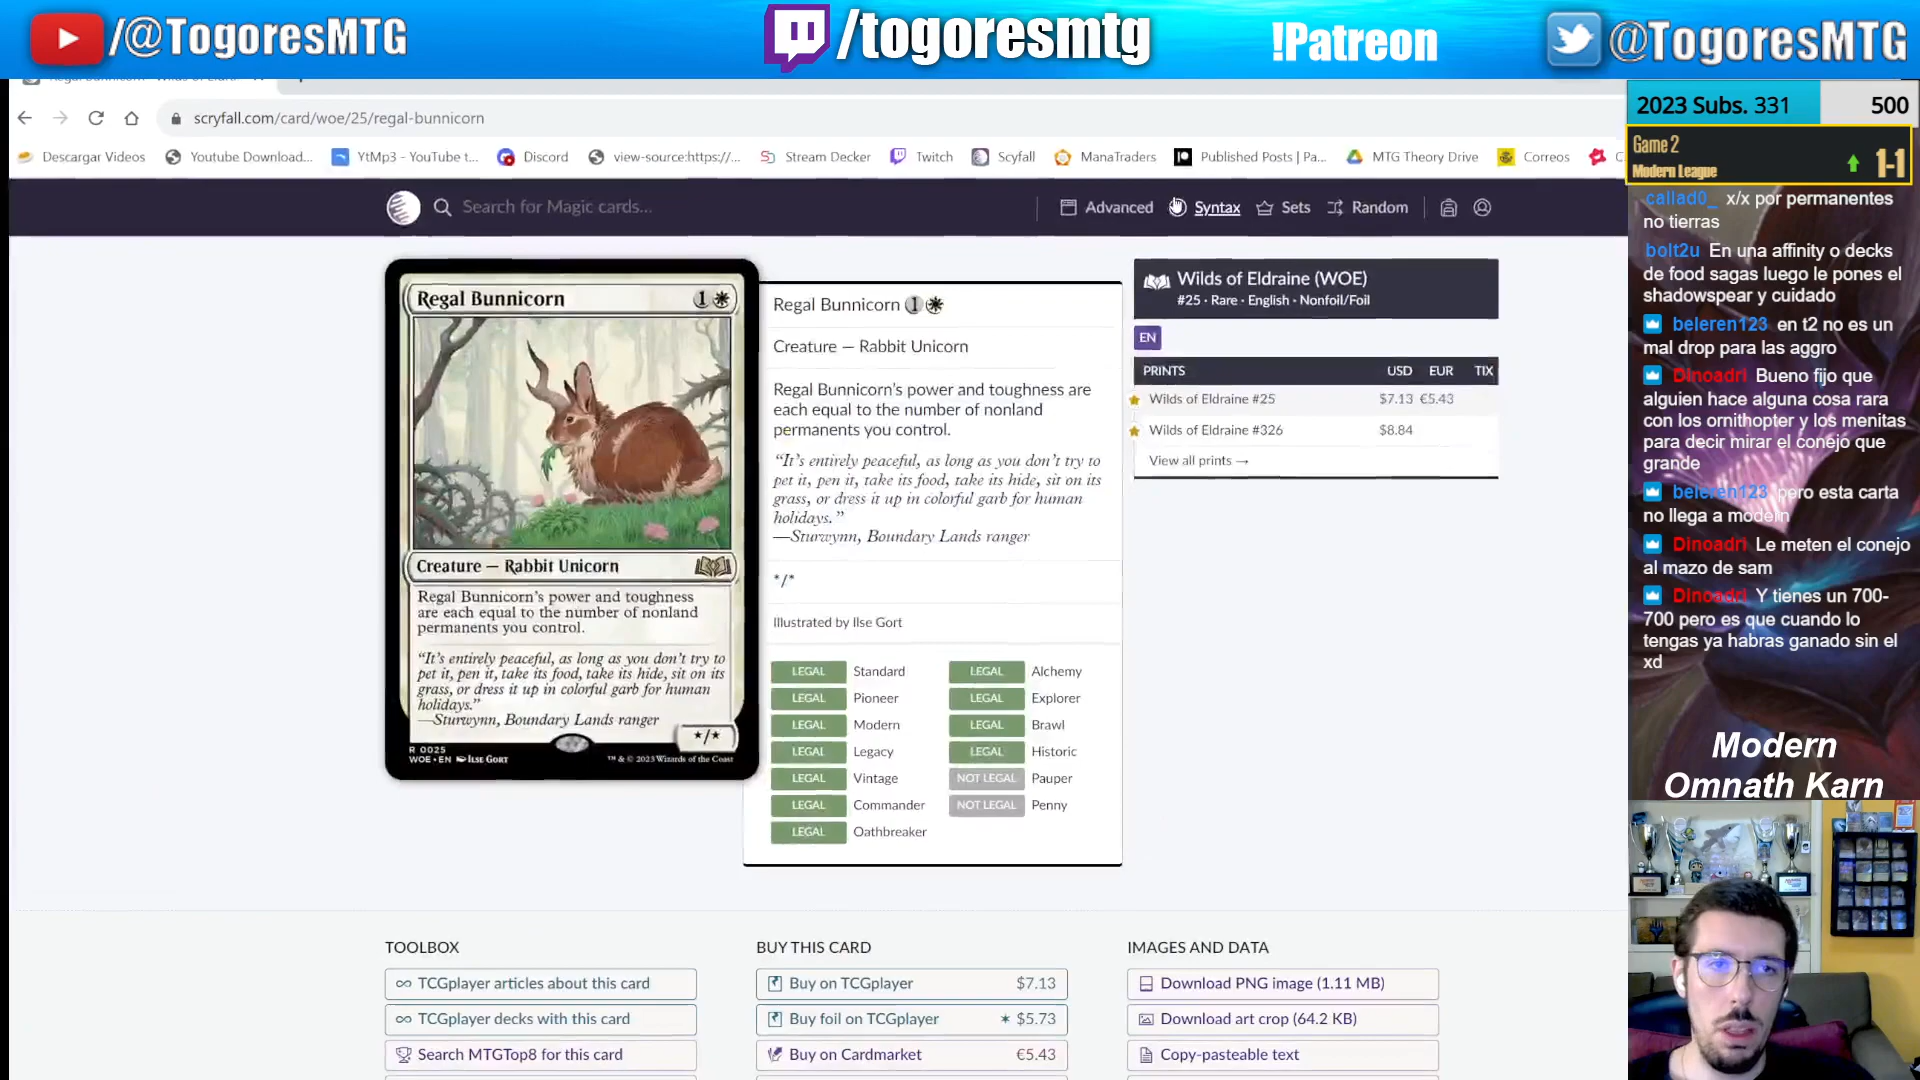 /@TogoresMTG
/togoresmtg
!Patreon
@TogoresMTG
scryfall.com/card/woe/25/regal-bunnicorn
Descargar Videos
Youtube Download...
YtMp3 - YouTube t...
Discord
view-source:https://...
Stream Decker
Twitch
Scyfall
ManaTraders
Published Posts | Pa...
MTG Theory Drive
Correos
Search for Magic cards...
Advanced
Syntax
Sets
Random
Regal Bunnicorn 1
Creature — Rabbit Unicorn
Regal Bunnicorn's power and toughness
are each equal to the number of nonland
permanents you control.
"It's entirely peaceful, as long as you don't try to
pet it, pen it, take its food, take its hide, sit on its
grass, or dress it up in colorful garb for human
holidays."
—Sturwynn, Boundary Lands ranger
*/*
R 0025
WOE • EN ILSE GORT
™ & © 2023 Wizards of the Coast
Regal Bunnicorn 1
Creature — Rabbit Unicorn
Regal Bunnicorn's power and toughness are
each equal to the number of nonland
permanents you control.
"It's entirely peaceful, as long as you don't try to
pet it, pen it, take its food, take its hide, sit on its
grass, or dress it up in colorful garb for human
holidays."
—Sturwynn, Boundary Lands ranger
*/*
Illustrated by Ilse Gort
LEGAL Standard LEGAL Alchemy
LEGAL Pioneer LEGAL Explorer
LEGAL Modern LEGAL Brawl
LEGAL Legacy LEGAL Historic
LEGAL Vintage NOT LEGAL Pauper
LEGAL Commander NOT LEGAL Penny
LEGAL Oathbreaker
Wilds of Eldraine (WOE)
#25 · Rare · English · Nonfoil/Foil
EN
PRINTS USD EUR TIX
Wilds of Eldraine #25 $7.13 €5.43
Wilds of Eldraine #326 $8.84
View all prints →
TOOLBOX
TCGplayer articles about this card
TCGplayer decks with this card
Search MTGTop8 for this card
BUY THIS CARD
Buy on TCGplayer $7.13
Buy foil on TCGplayer ✶ $5.73
Buy on Cardmarket €5.43
IMAGES AND DATA
Download PNG image (1.11 MB)
Download art crop (64.2 KB)
Copy-pasteable text
2023 Subs. 331 500
Game 2
Modern League
1-1
callad0_ x/x por permanentes
no tierras
bolt2u En una affinity o decks
de food sagas luego le pones el
shadowspear y cuidado
beleren123 en t2 no es un
mal drop para las aggro
Dinoadri Bueno fijo que
alguien hace alguna cosa rara
con los ornithopter y los menitas
para decir mirar el conejo que
grande
beleren123 pero esta carta
no llega a modern
Dinoadri Le meten el conejo
al mazo de sam
Dinoadri Y tienes un 700-
700 pero es que cuando lo
tengas ya habras ganado sin el
xd
Modern
Omnath Karn